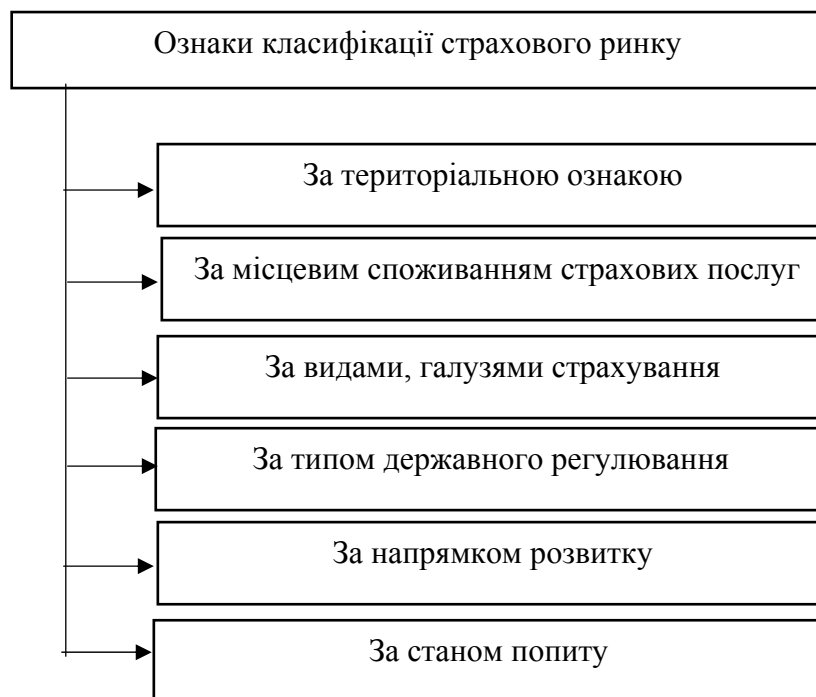 Ознаки класифікації страхового ринку
За територіальною ознакою
За місцевим споживанням страхових послуг
За видами, галузями страхування
За типом державного регулювання
За напрямком розвитку
За станом попиту